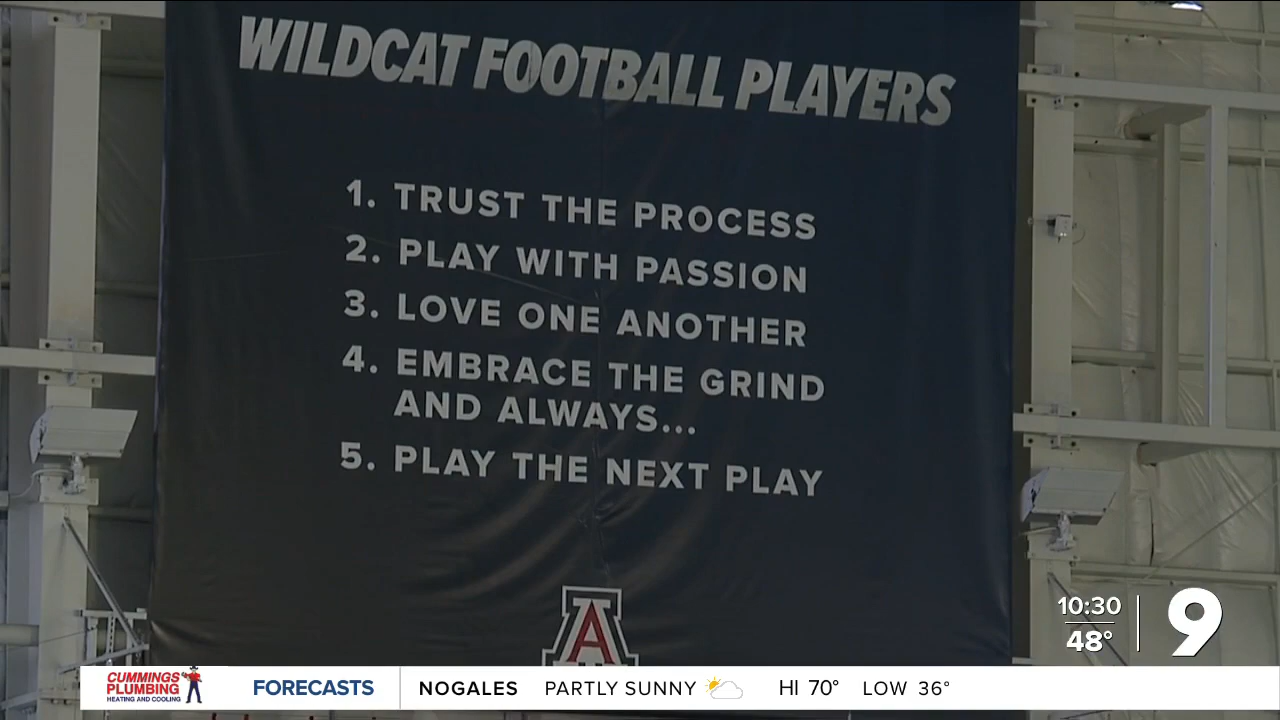 WILDCAT FOOTBALL PLAYERS
1. TRUST THE PROCESS
2. PLAY WITH PASSION
3. LOVE ONE ANOTHER
4. EMBRACE THE GRIND
AND ALWAYS...
5. PLAY THE NEXT PLAY
A
10:30
48°
9
CUMMINGS
PLUMBING
HEATING AND COOLING
FORECASTS
NOGALES PARTLY SUNNY HI 70° LOW 36°